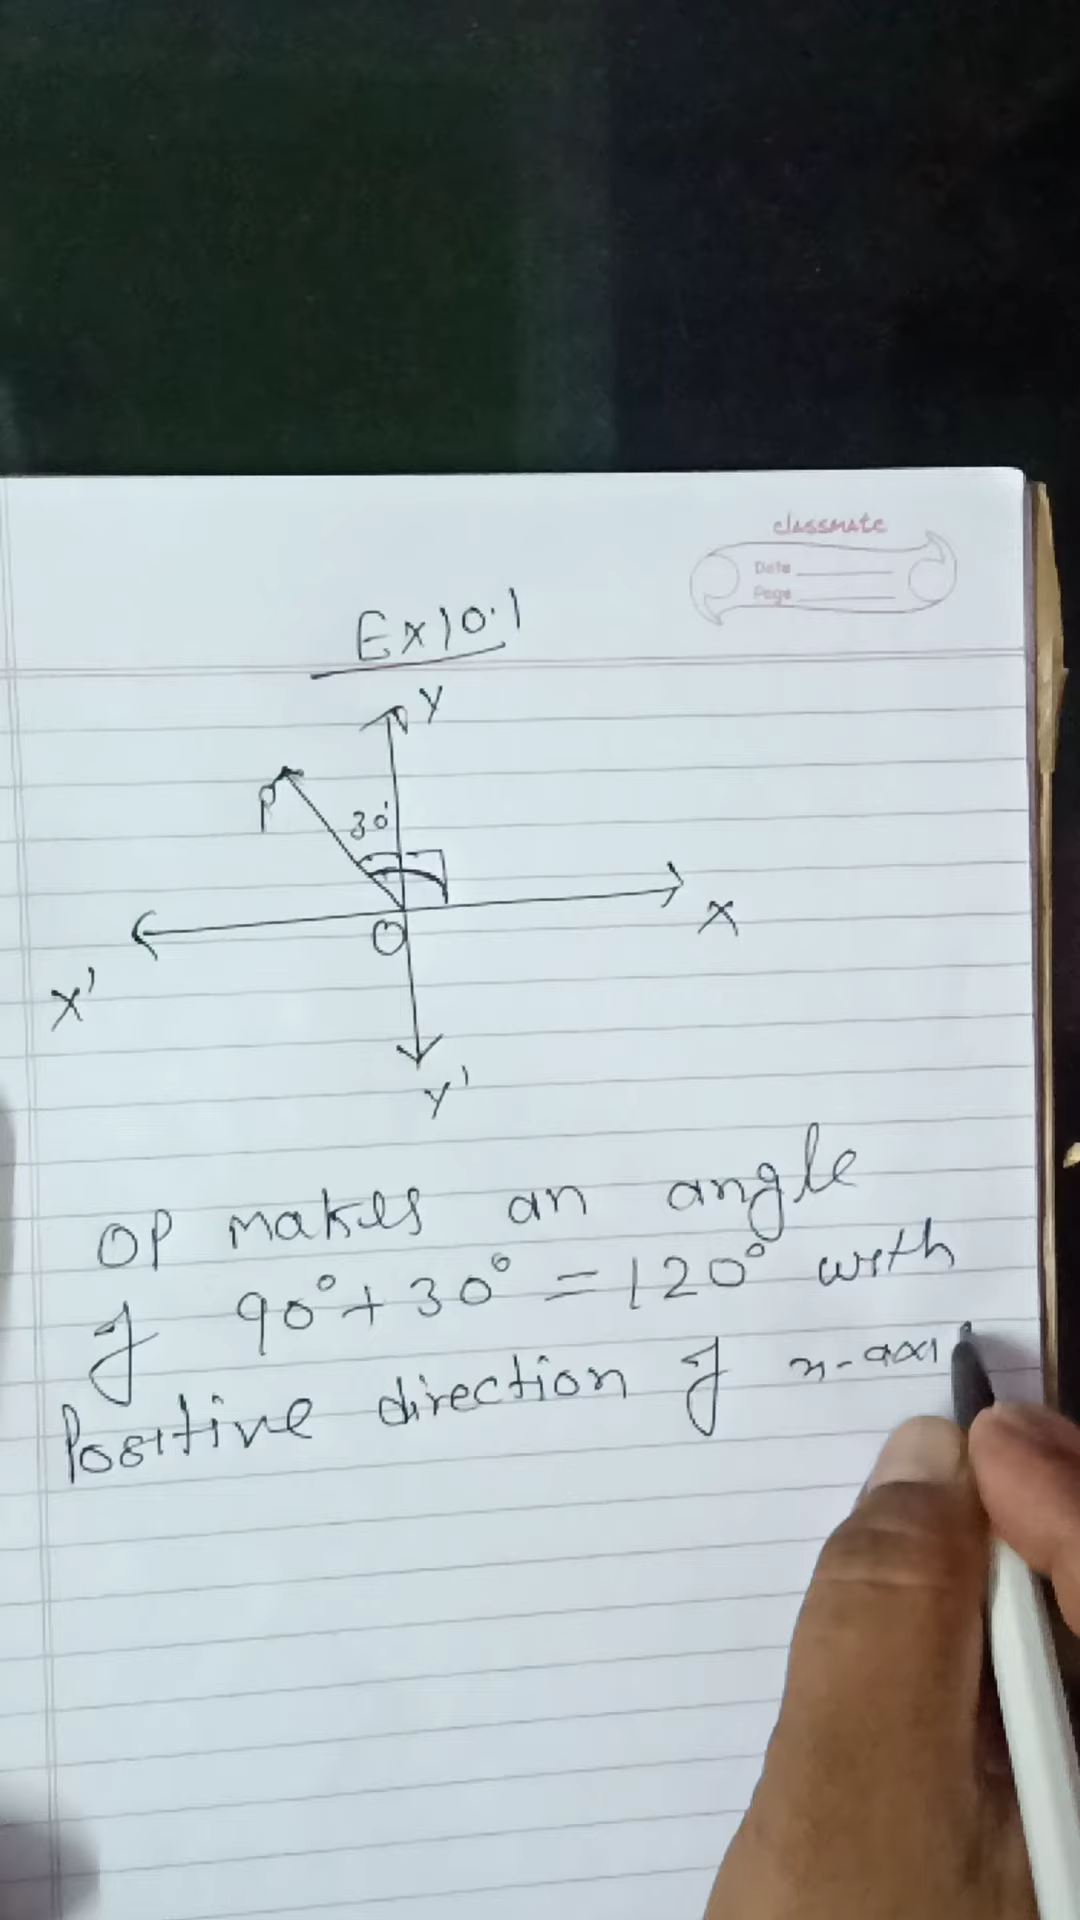 classmate
Date
Page
Ex 10.1
Y
P
30°
X
O
X'
Y'
OP makes an angle
of 90° + 30° = 120° with
Positive direction of x-axi